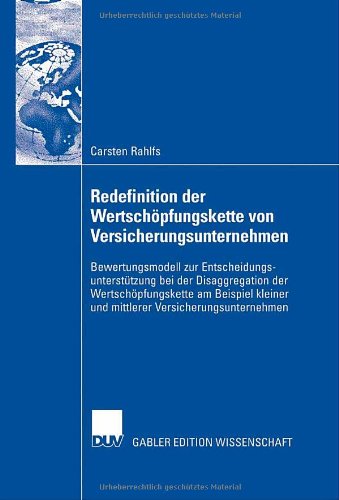 Urheberrechtlich geschütztes Material
Carsten Rahlfs
Redefinition der
Wertschöpfungskette von
Versicherungsunternehmen
Bewertungsmodell zur Entscheidungs-
unterstützung bei der Disaggregation der
Wertschöpfungskette am Beispiel kleiner
und mittlerer Versicherungsunternehmen
DUV
GABLER EDITION WISSENSCHAFT
Urheberrechtlich geschütztes Material